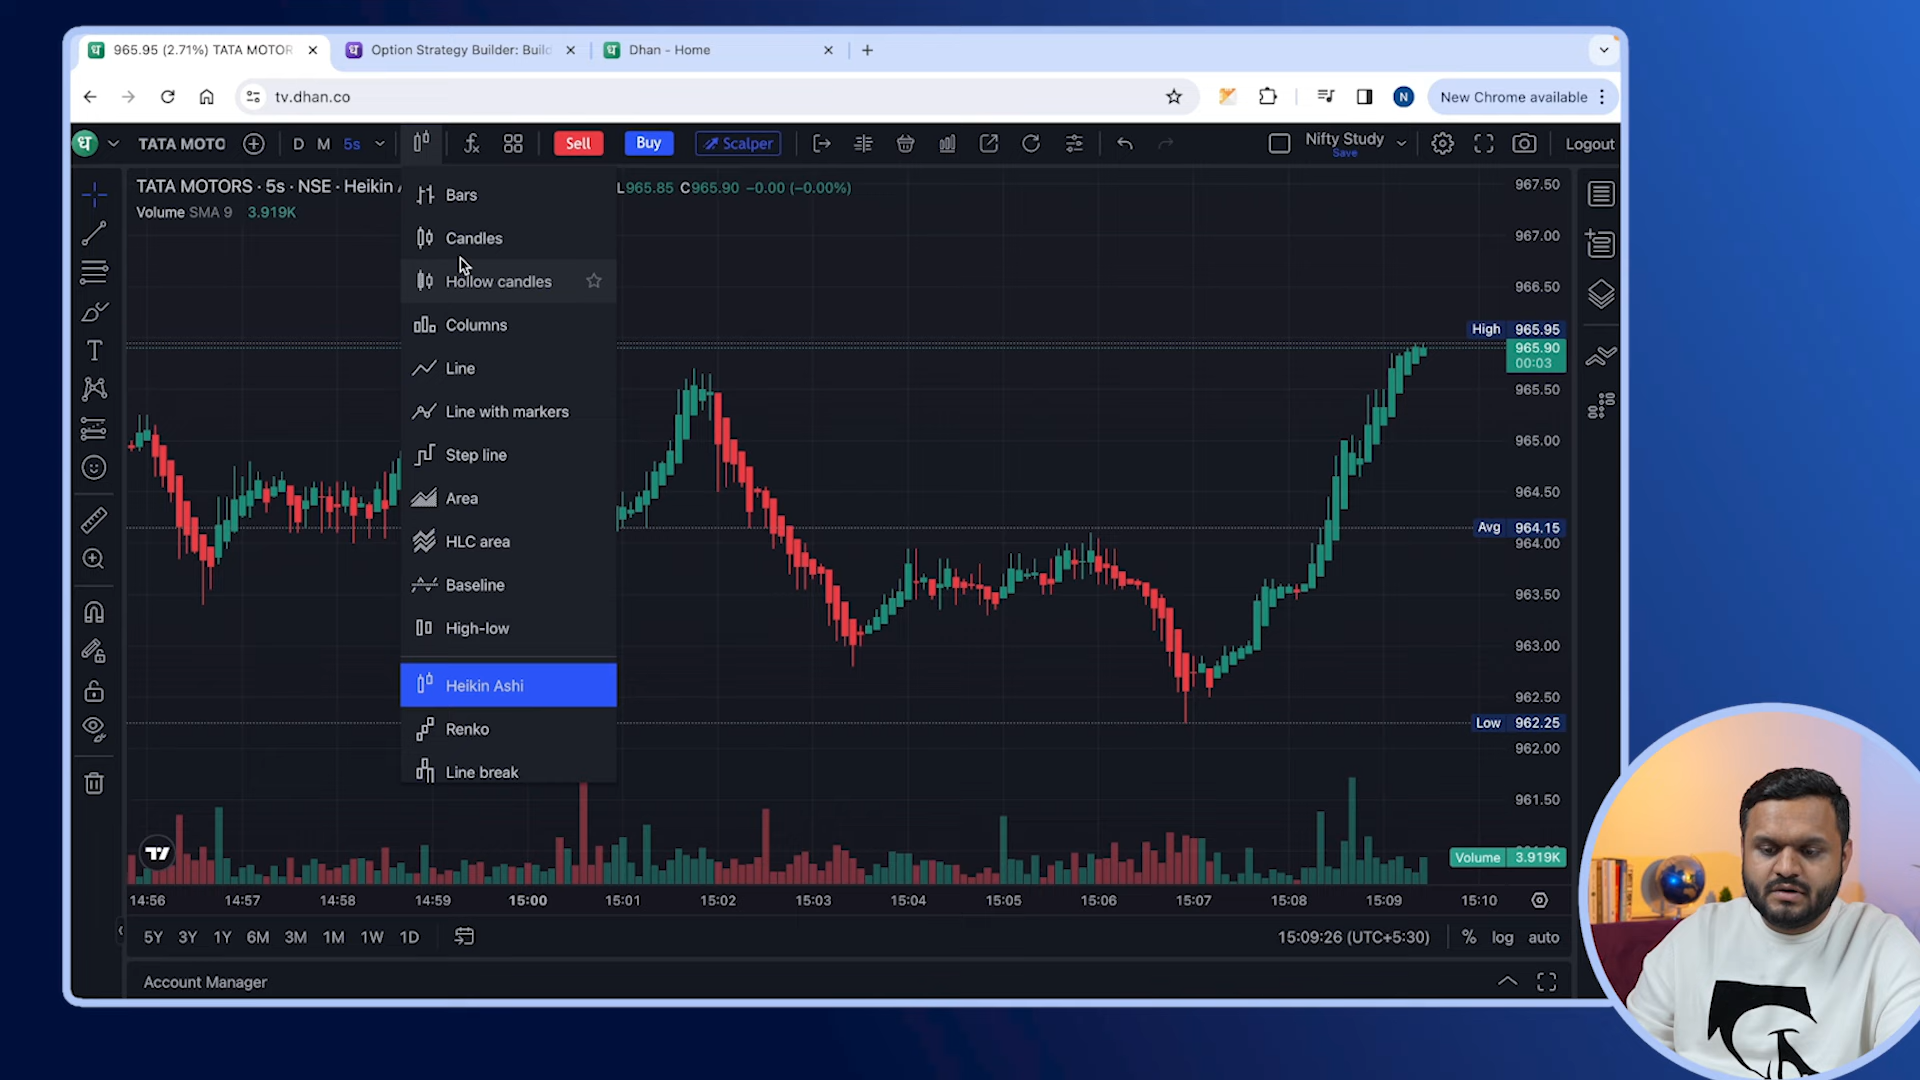 965.95 (2.71%) TATA MOTOR
Option Strategy Builder: Buil
Dhan - Home
tv.dhan.co
N
New Chrome available
ध
TATA MOTO
D M 5s
Sell
Buy
Scalper
Nifty Study
Save
Logout
TATA MOTORS · 5s · NSE · Heikin
L965.85 C965.90 −0.00 (−0.00%)
Volume SMA 9 3.919K
Bars
Candles
Hollow candles
Columns
Line
Line with markers
Step line
Area
HLC area
Baseline
High-low
Heikin Ashi
Renko
Line break
967.50
967.00
966.50
High 965.95
965.90
00:03
965.50
965.00
964.50
Avg 964.15
964.00
963.50
963.00
962.50
Low 962.25
962.00
961.50
Volume 3.919K
14:56 14:57 14:58 14:59 15:00 15:01 15:02 15:03 15:04 15:05 15:06 15:07 15:08 15:09 15:10
5Y 3Y 1Y 6M 3M 1M 1W 1D
15:09:26 (UTC+5:30)
% log auto
Account Manager